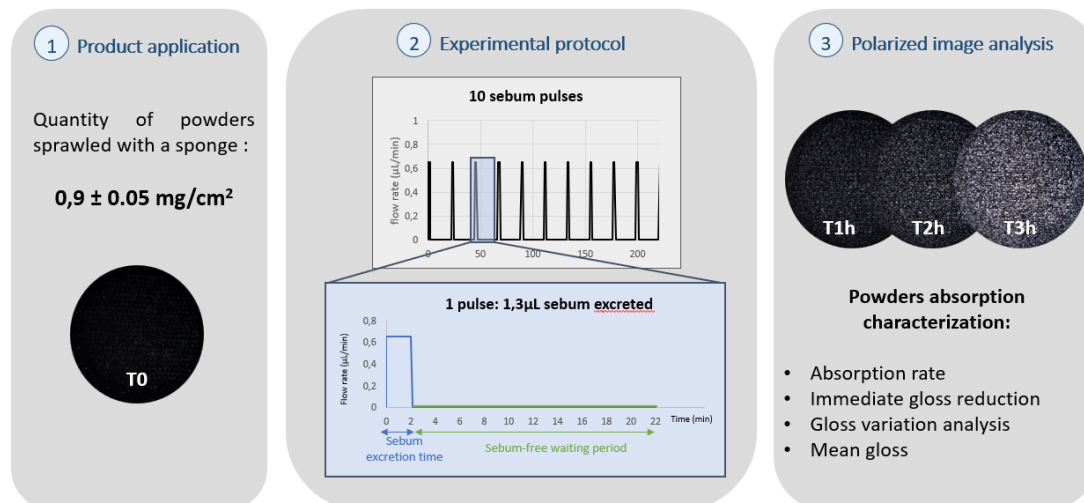 1 Product application
Quantity of powders
sprawled with a sponge :
0,9 ± 0.05 mg/cm²
T0
2 Experimental protocol
10 sebum pulses
flow rate (µL/min)
1
0,8
0,6
0,4
0,2
0
0 50 100 150 200
1 pulse: 1,3µL sebum excreted
Flow rate (µL/min)
0,8
0,6
0,4
0,2
0
0 2 4 6 8 10 12 14 16 18 20 22 Time (min)
Sebum
excretion time
Sebum-free waiting period
3 Polarized image analysis
T1h T2h T3h
Powders absorption
characterization:
• Absorption rate
• Immediate gloss reduction
• Gloss variation analysis
• Mean gloss